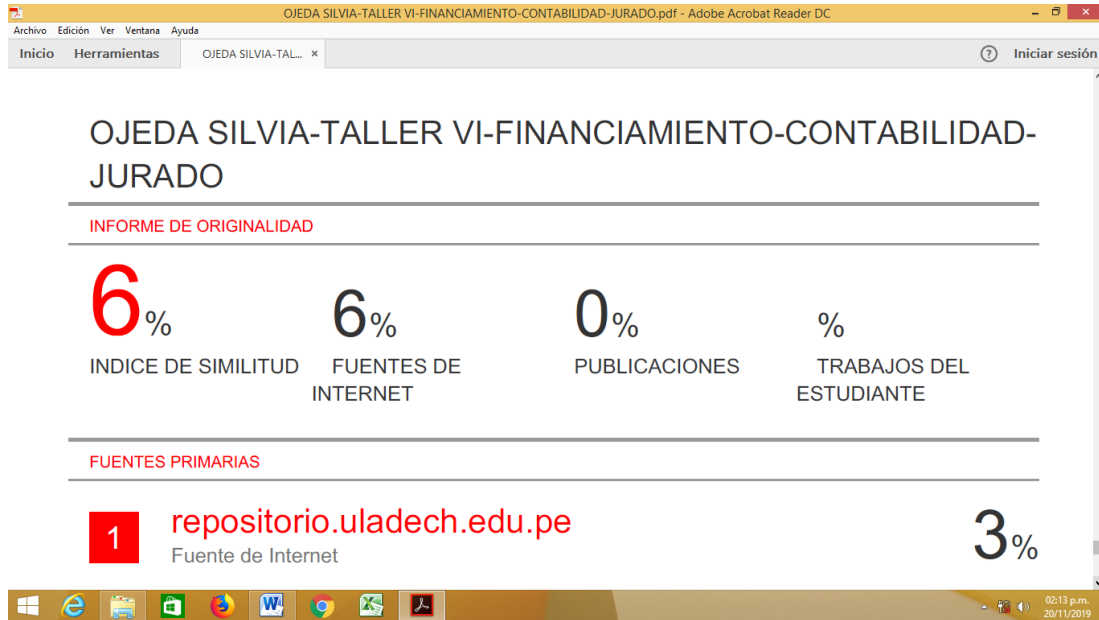 OJEDA SILVIA-TALLER VI-FINANCIAMIENTO-CONTABILIDAD-JURADO.pdf - Adobe Acrobat Reader DC
Archivo Edición Ver Ventana Ayuda
Inicio Herramientas OJEDA SILVIA-TAL... × ? Iniciar sesión
OJEDA SILVIA-TALLER VI-FINANCIAMIENTO-CONTABILIDAD-
JURADO
INFORME DE ORIGINALIDAD
6% 6% 0% %
INDICE DE SIMILITUD FUENTES DE PUBLICACIONES TRABAJOS DEL
INTERNET ESTUDIANTE
FUENTES PRIMARIAS
1 repositorio.uladech.edu.pe 3%
Fuente de Internet
02:13 p.m.
20/11/2019